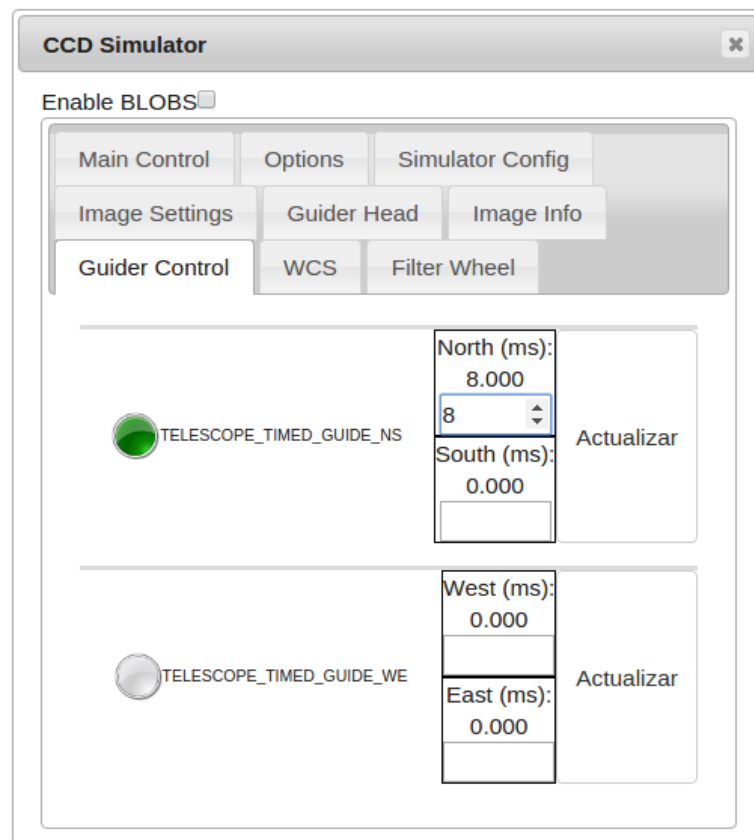 CCD Simulator
Enable BLOBS
Main Control Options Simulator Config
Image Settings Guider Head Image Info
Guider Control WCS Filter Wheel
North (ms):
8.000
8
TELESCOPE_TIMED_GUIDE_NS
South (ms):
0.000
Actualizar
West (ms):
0.000
TELESCOPE_TIMED_GUIDE_WE
East (ms):
0.000
Actualizar